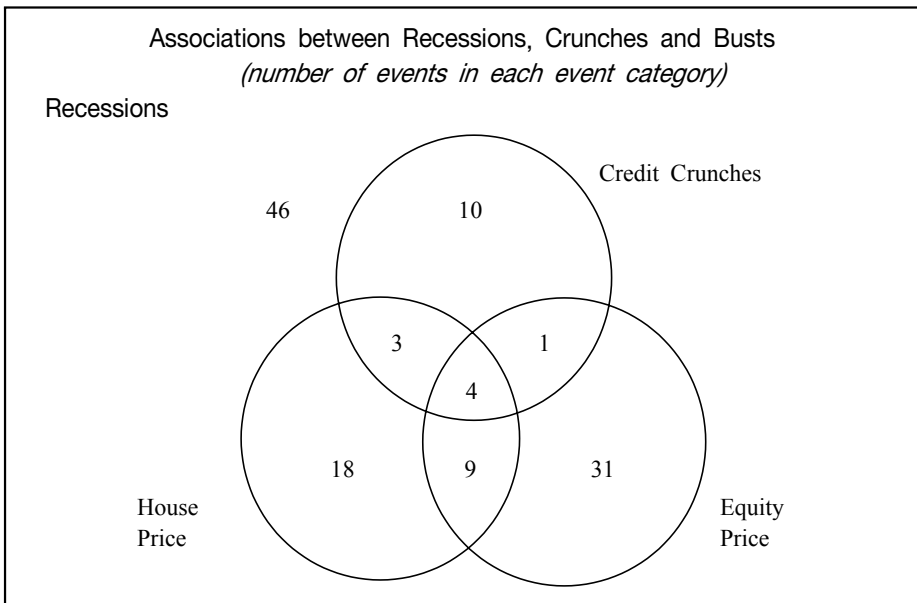 Associations between Recessions, Crunches and Busts
(number of events in each event category)
Recessions
Credit Crunches
46
10
3
1
4
18
9
31
House
Price
Equity
Price